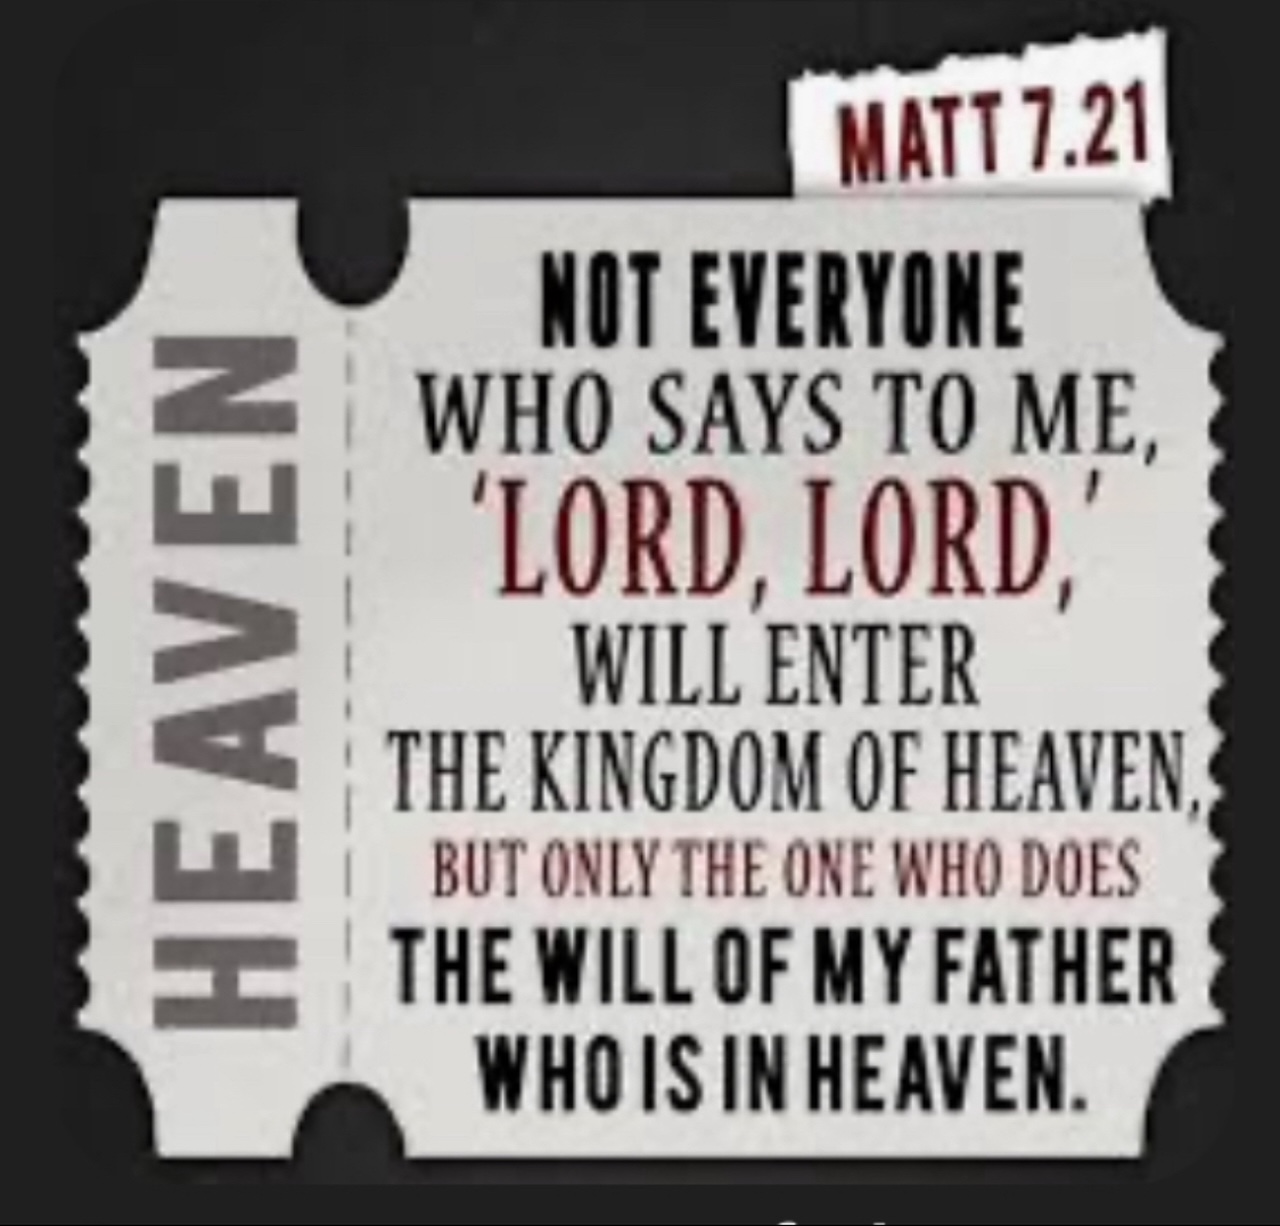 MATT 7.21
HEAVEN
NOT EVERYONE
WHO SAYS TO ME,
‘LORD, LORD,’
WILL ENTER
THE KINGDOM OF HEAVEN,
BUT ONLY THE ONE WHO DOES
THE WILL OF MY FATHER
WHO IS IN HEAVEN.